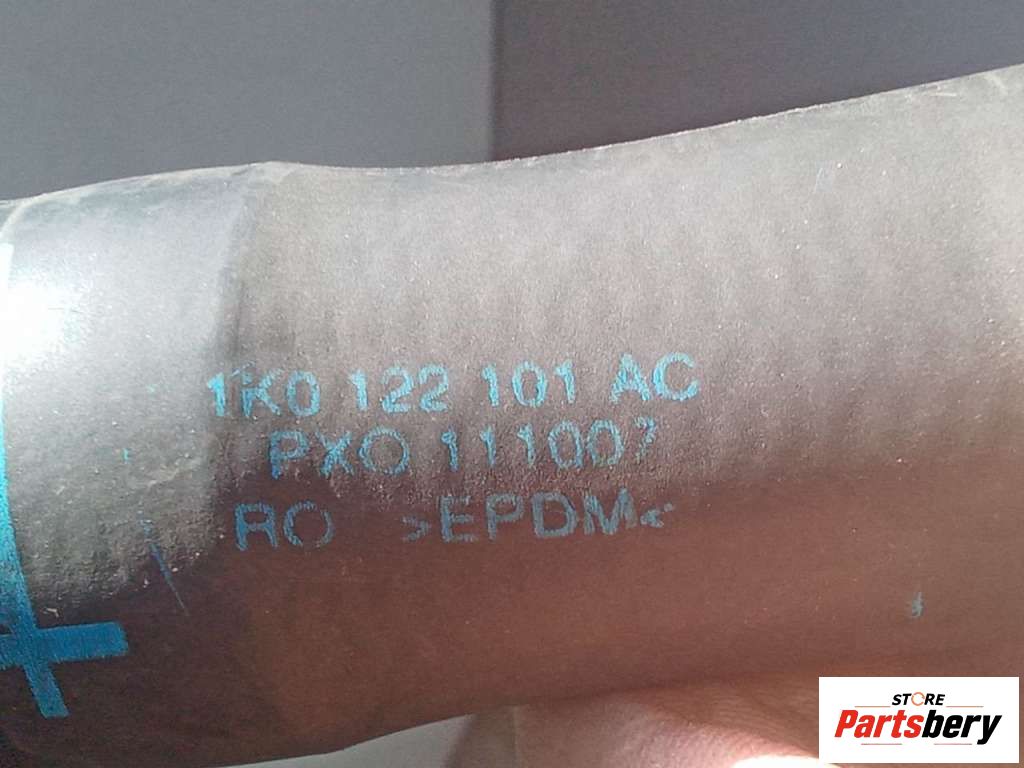 1K0 122 101 AC
PXO 111007
RO >EPDM<
STORE
Partsbery